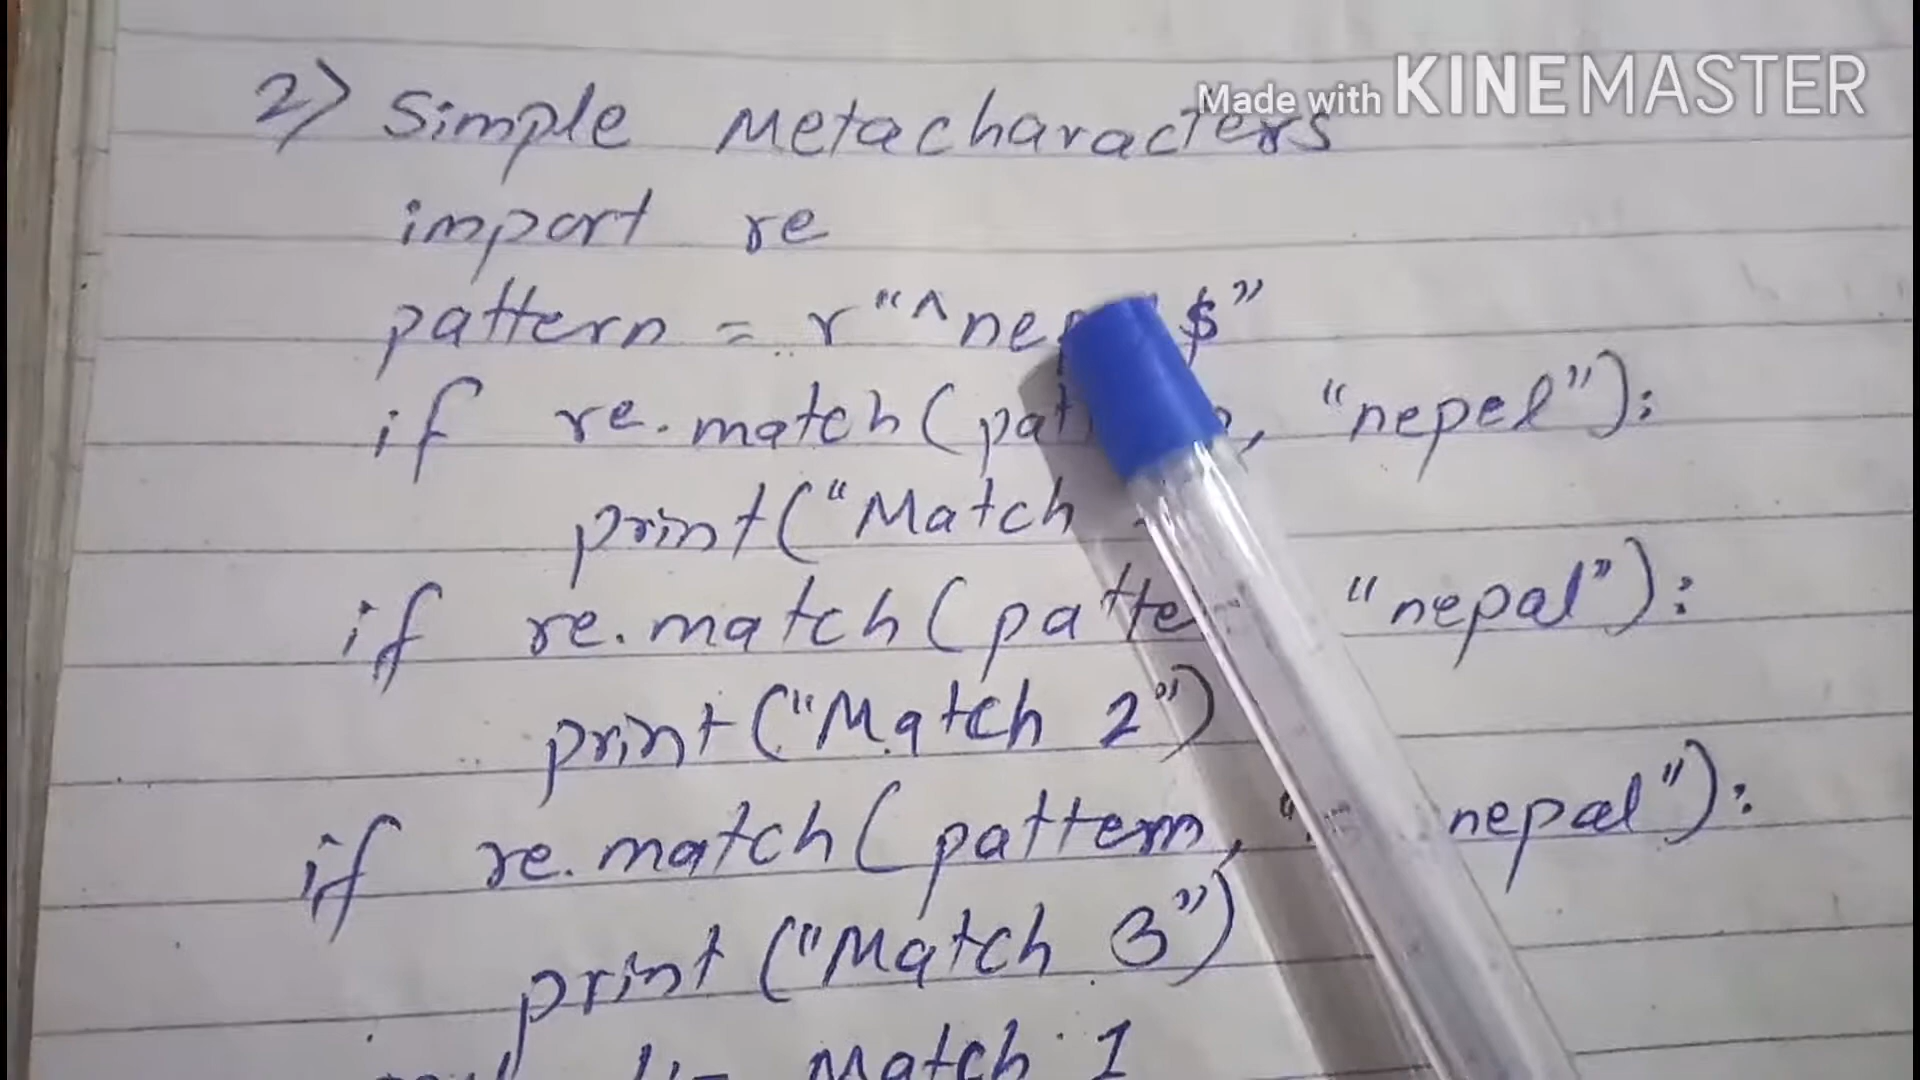 Made with KINEMASTER
2) Simple Metacharacters
import re
pattern = r"^nep $"
if re.match(pat , "nepel"):
print("Match
if re.match(patte "nepal"):
print("Match 2")
if re.match(pattern, " nepal"):
print("Match 3")
Match 1